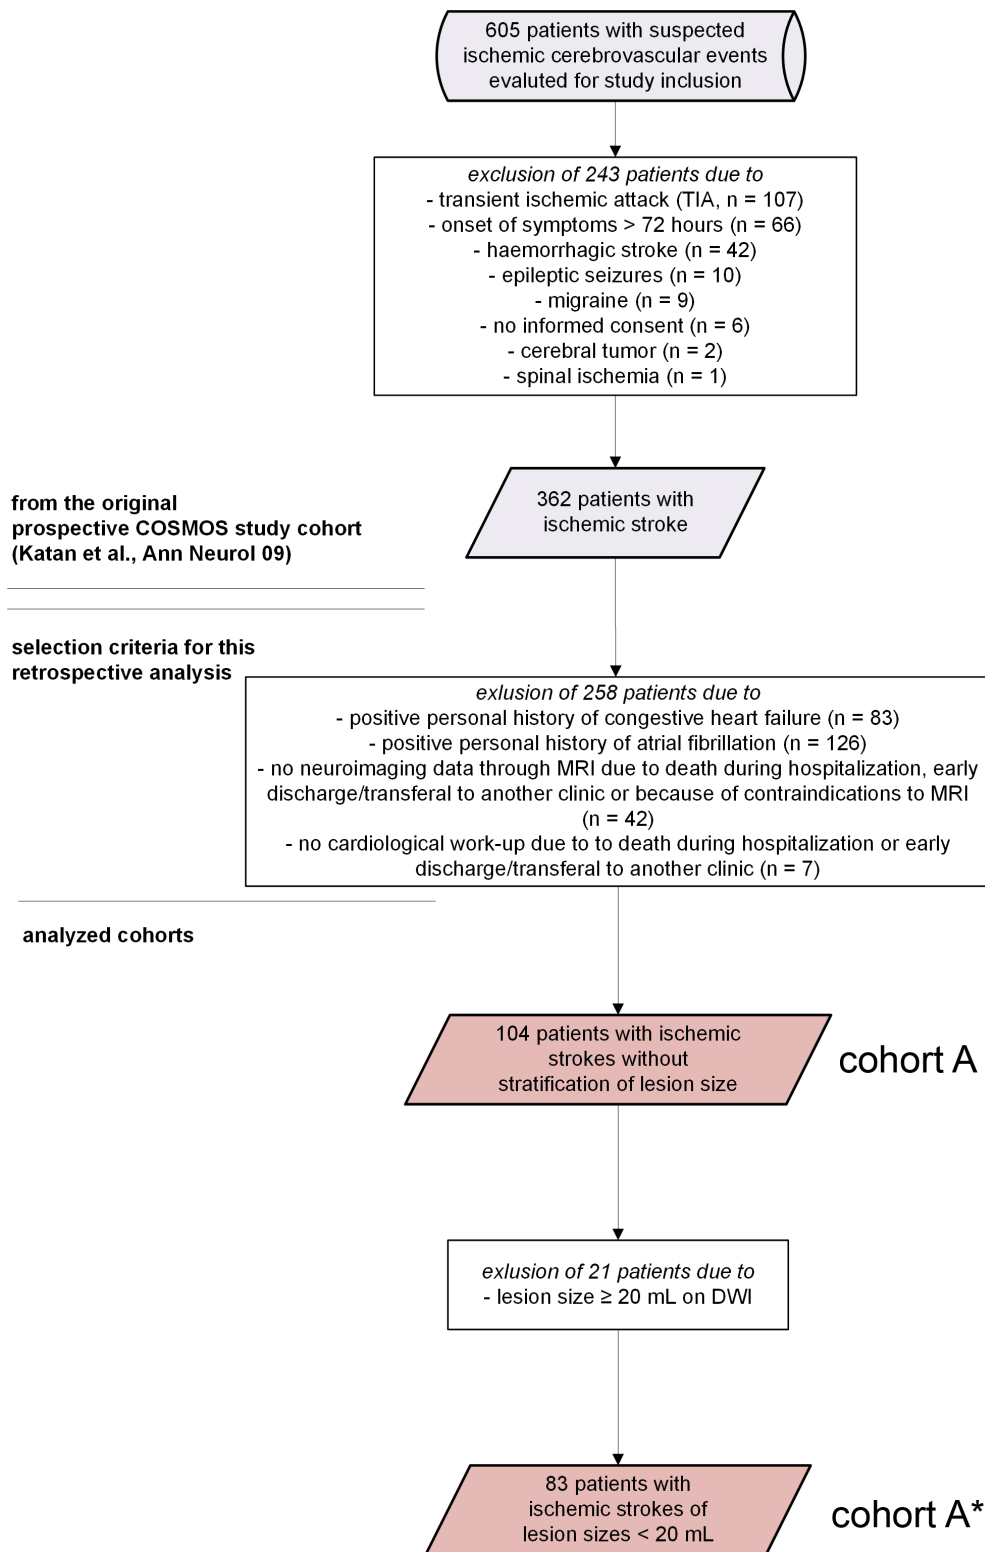 605 patients with suspected
ischemic cerebrovascular events
evaluted for study inclusion
exclusion of 243 patients due to
- transient ischemic attack (TIA, n = 107)
- onset of symptoms > 72 hours (n = 66)
- haemorrhagic stroke (n = 42)
- epileptic seizures (n = 10)
- migraine (n = 9)
- no informed consent (n = 6)
- cerebral tumor (n = 2)
- spinal ischemia (n = 1)
362 patients with
ischemic stroke
from the original
prospective COSMOS study cohort
(Katan et al., Ann Neurol 09)
selection criteria for this
retrospective analysis
exlusion of 258 patients due to
- positive personal history of congestive heart failure (n = 83)
- positive personal history of atrial fibrillation (n = 126)
- no neuroimaging data through MRI due to death during hospitalization, early
discharge/transferal to another clinic or because of contraindications to MRI
(n = 42)
- no cardiological work-up due to to death during hospitalization or early
discharge/transferal to another clinic (n = 7)
analyzed cohorts
104 patients with ischemic
strokes without
stratification of lesion size
cohort A
exlusion of 21 patients due to
- lesion size ≥ 20 mL on DWI
83 patients with
ischemic strokes of
lesion sizes < 20 mL
cohort A*